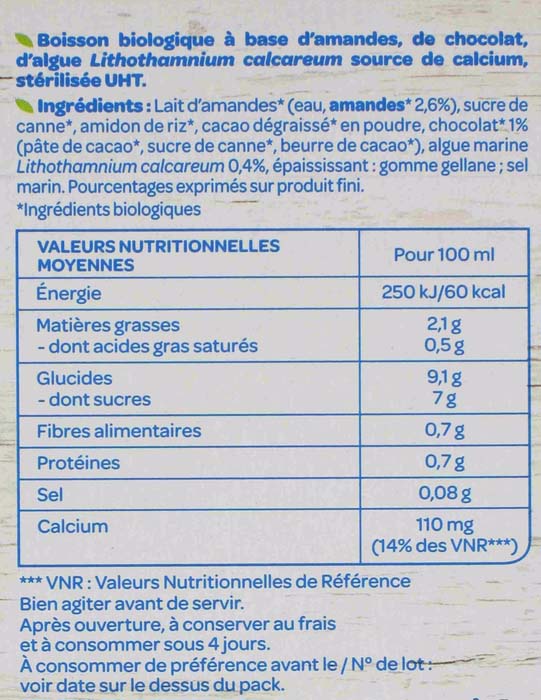 Boisson biologique à base d'amandes, de chocolat,
d'algue Lithothamnium calcareum source de calcium,
stérilisée UHT.
Ingrédients : Lait d'amandes* (eau, amandes* 2,6%), sucre de
canne*, amidon de riz*, cacao dégraissé* en poudre, chocolat* 1%
(pâte de cacao*, sucre de canne*, beurre de cacao*), algue marine
Lithothamnium calcareum 0,4%, épaississant : gomme gellane ; sel
marin. Pourcentages exprimés sur produit fini.
*Ingrédients biologiques
VALEURS NUTRITIONNELLES
MOYENNES
Pour 100 ml
Énergie 250 kJ/60 kcal
Matières grasses 2,1 g
- dont acides gras saturés 0,5 g
Glucides 9,1 g
- dont sucres 7 g
Fibres alimentaires 0,7 g
Protéines 0,7 g
Sel 0,08 g
Calcium 110 mg
(14% des VNR***)
*** VNR : Valeurs Nutritionnelles de Référence
Bien agiter avant de servir.
Après ouverture, à conserver au frais
et à consommer sous 4 jours.
À consommer de préférence avant le / N° de lot :
voir date sur le dessus du pack.